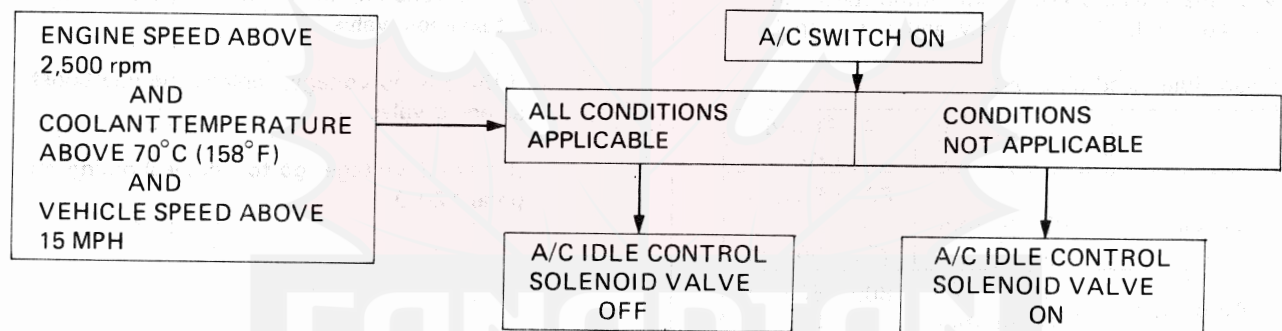 ENGINE SPEED ABOVE
2,500 rpm
AND
COOLANT TEMPERATURE
ABOVE 70°C (158°F)
AND
VEHICLE SPEED ABOVE
15 MPH
A/C SWITCH ON
ALL CONDITIONS
APPLICABLE
CONDITIONS
NOT APPLICABLE
A/C IDLE CONTROL
SOLENOID VALVE
OFF
A/C IDLE CONTROL
SOLENOID VALVE
ON